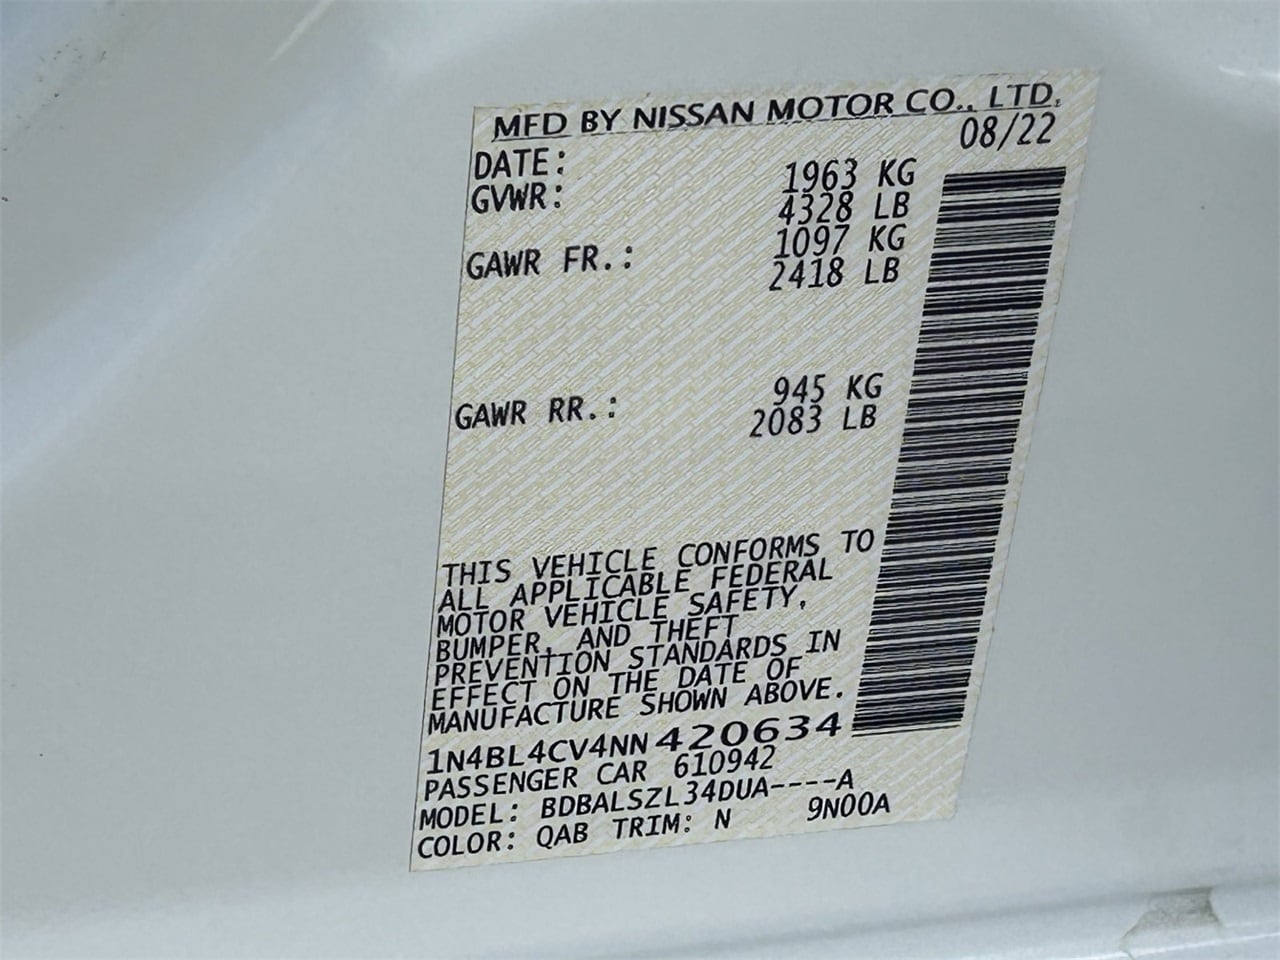 MFD BY NISSAN MOTOR CO., LTD.
DATE: 08/22
GVWR: 1963 KG
4328 LB
GAWR FR.: 1097 KG
2418 LB
GAWR RR.: 945 KG
2083 LB
THIS VEHICLE CONFORMS TO
ALL APPLICABLE FEDERAL
MOTOR VEHICLE SAFETY,
BUMPER, AND THEFT
PREVENTION STANDARDS IN
EFFECT ON THE DATE OF
MANUFACTURE SHOWN ABOVE.
1N4BL4CV4NN420634
PASSENGER CAR 610942
MODEL: BDBALSZL34DUA----A
COLOR: QAB TRIM: N 9N00A